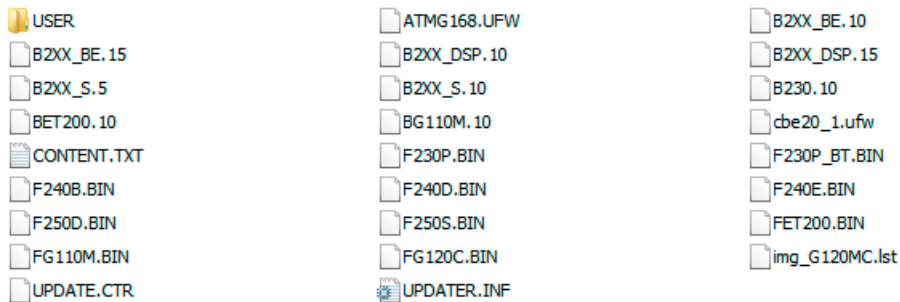 USER ATMG168.UFW B2XX_BE.10
B2XX_BE.15 B2XX_DSP.10 B2XX_DSP.15
B2XX_S.5 B2XX_S.10 B230.10
BET200.10 BG110M.10 cbe20_1.ufw
CONTENT.TXT F230P.BIN F230P_BT.BIN
F240B.BIN F240D.BIN F240E.BIN
F250D.BIN F250S.BIN FET200.BIN
FG110M.BIN FG120C.BIN img_G120MC.lst
UPDATE.CTR UPDATER.INF